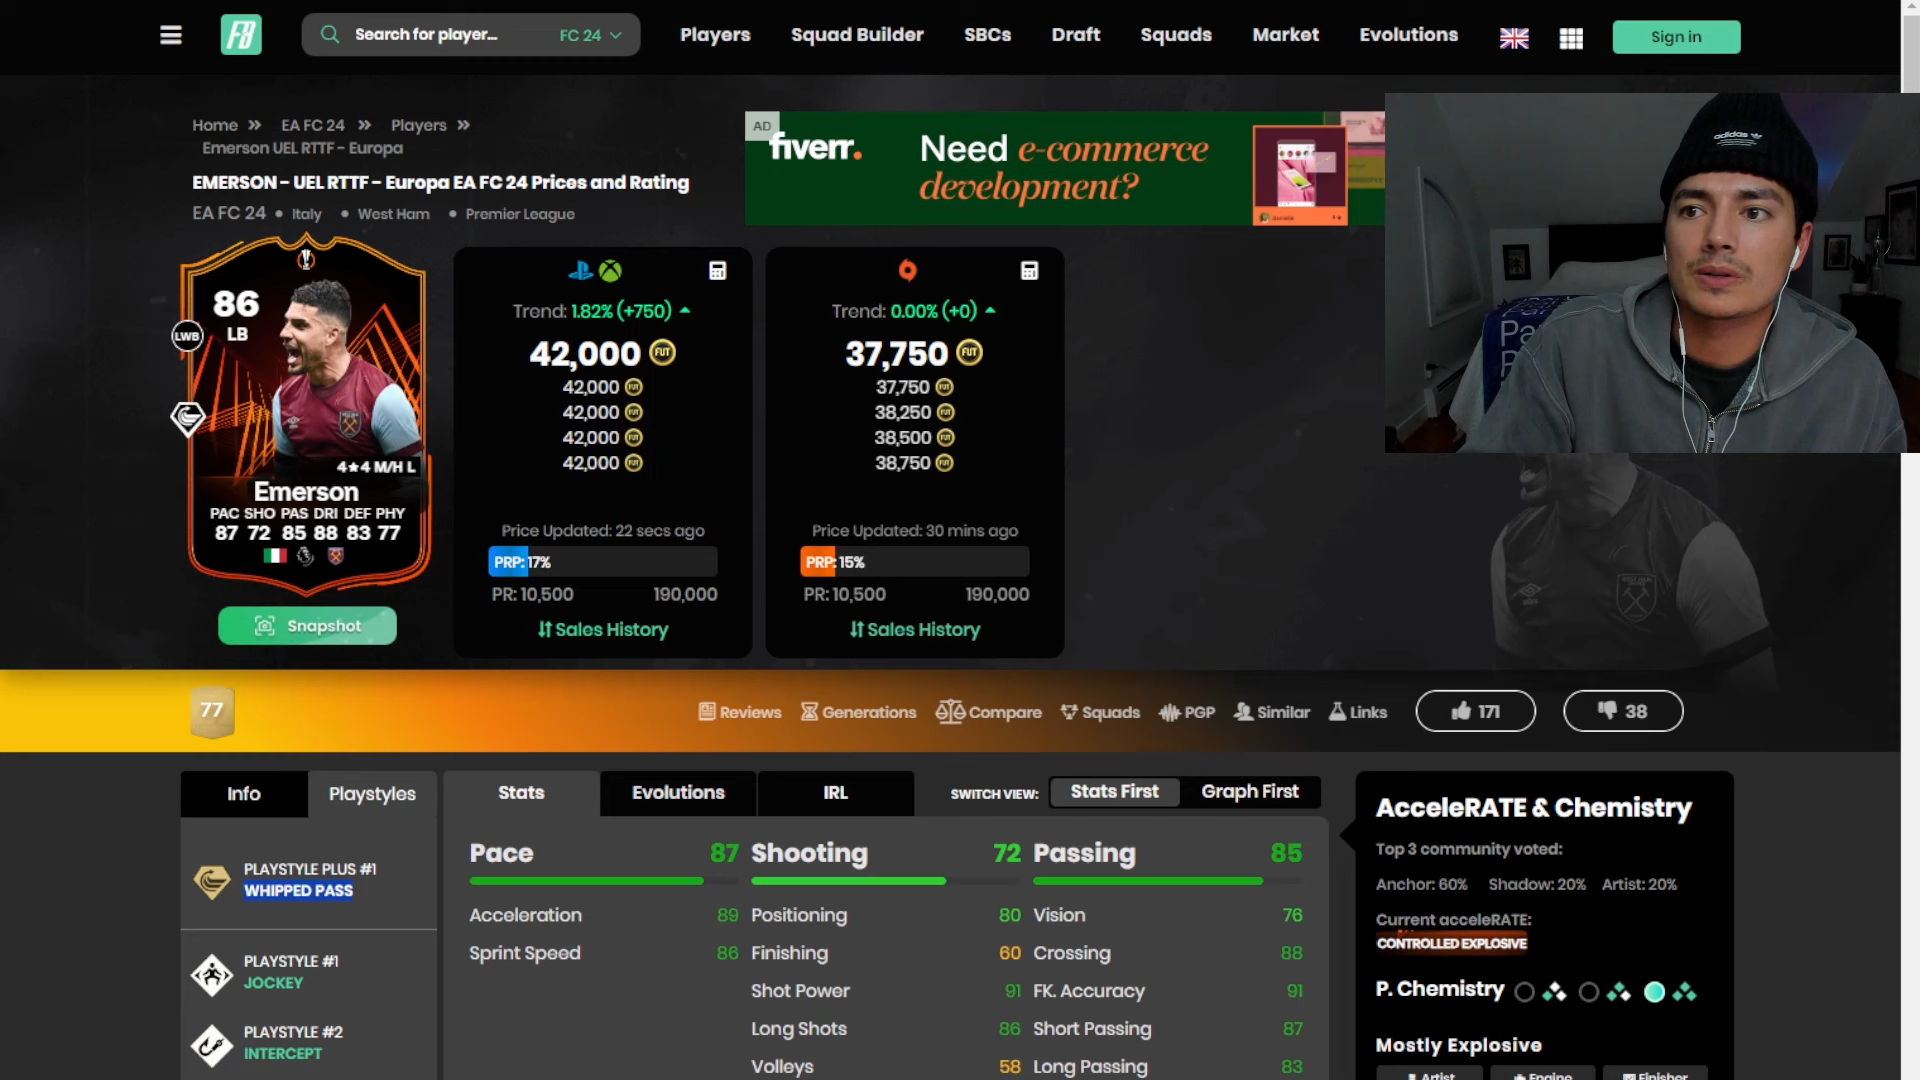 Search for player...
FC 24
Players
Squad Builder
SBCs
Draft
Squads
Market
Evolutions
Sign in
Home » EA FC 24 » Players »
Emerson UEL RTTF - Europa
EMERSON - UEL RTTF - Europa EA FC 24 Prices and Rating
EA FC 24 • Italy • West Ham • Premier League
AD
fiverr.
Need e-commerce
development?
adidas
86
LB
LWB
4★4 M/H L
Emerson
PAC SHO PAS DRI DEF PHY
87 72 85 88 83 77
Snapshot
Trend: 1.82% (+750)
42,000 FUT
42,000
42,000
42,000
42,000
Price Updated: 22 secs ago
PRP: 17%
PR: 10,500
190,000
Sales History
Trend: 0.00% (+0)
37,750 FUT
37,750
38,250
38,500
38,750
Price Updated: 30 mins ago
PRP: 15%
PR: 10,500
190,000
Sales History
77
Reviews
Generations
Compare
Squads
PGP
Similar
Links
171
38
Info
Playstyles
PLAYSTYLE PLUS #1
WHIPPED PASS
PLAYSTYLE #1
JOCKEY
PLAYSTYLE #2
INTERCEPT
Stats
Evolutions
IRL
SWITCH VIEW:
Stats First
Graph First
Pace 87
Acceleration 89
Sprint Speed 86
Shooting 72
Positioning 80
Finishing 60
Shot Power 91
Long Shots 86
Volleys 58
Passing 85
Vision 76
Crossing 88
FK. Accuracy 91
Short Passing 87
Long Passing 83
AcceleRATE & Chemistry
Top 3 community voted:
Anchor: 60% Shadow: 20% Artist: 20%
Current acceleRATE:
CONTROLLED EXPLOSIVE
P. Chemistry
Mostly Explosive
Artist
Engine
Finisher